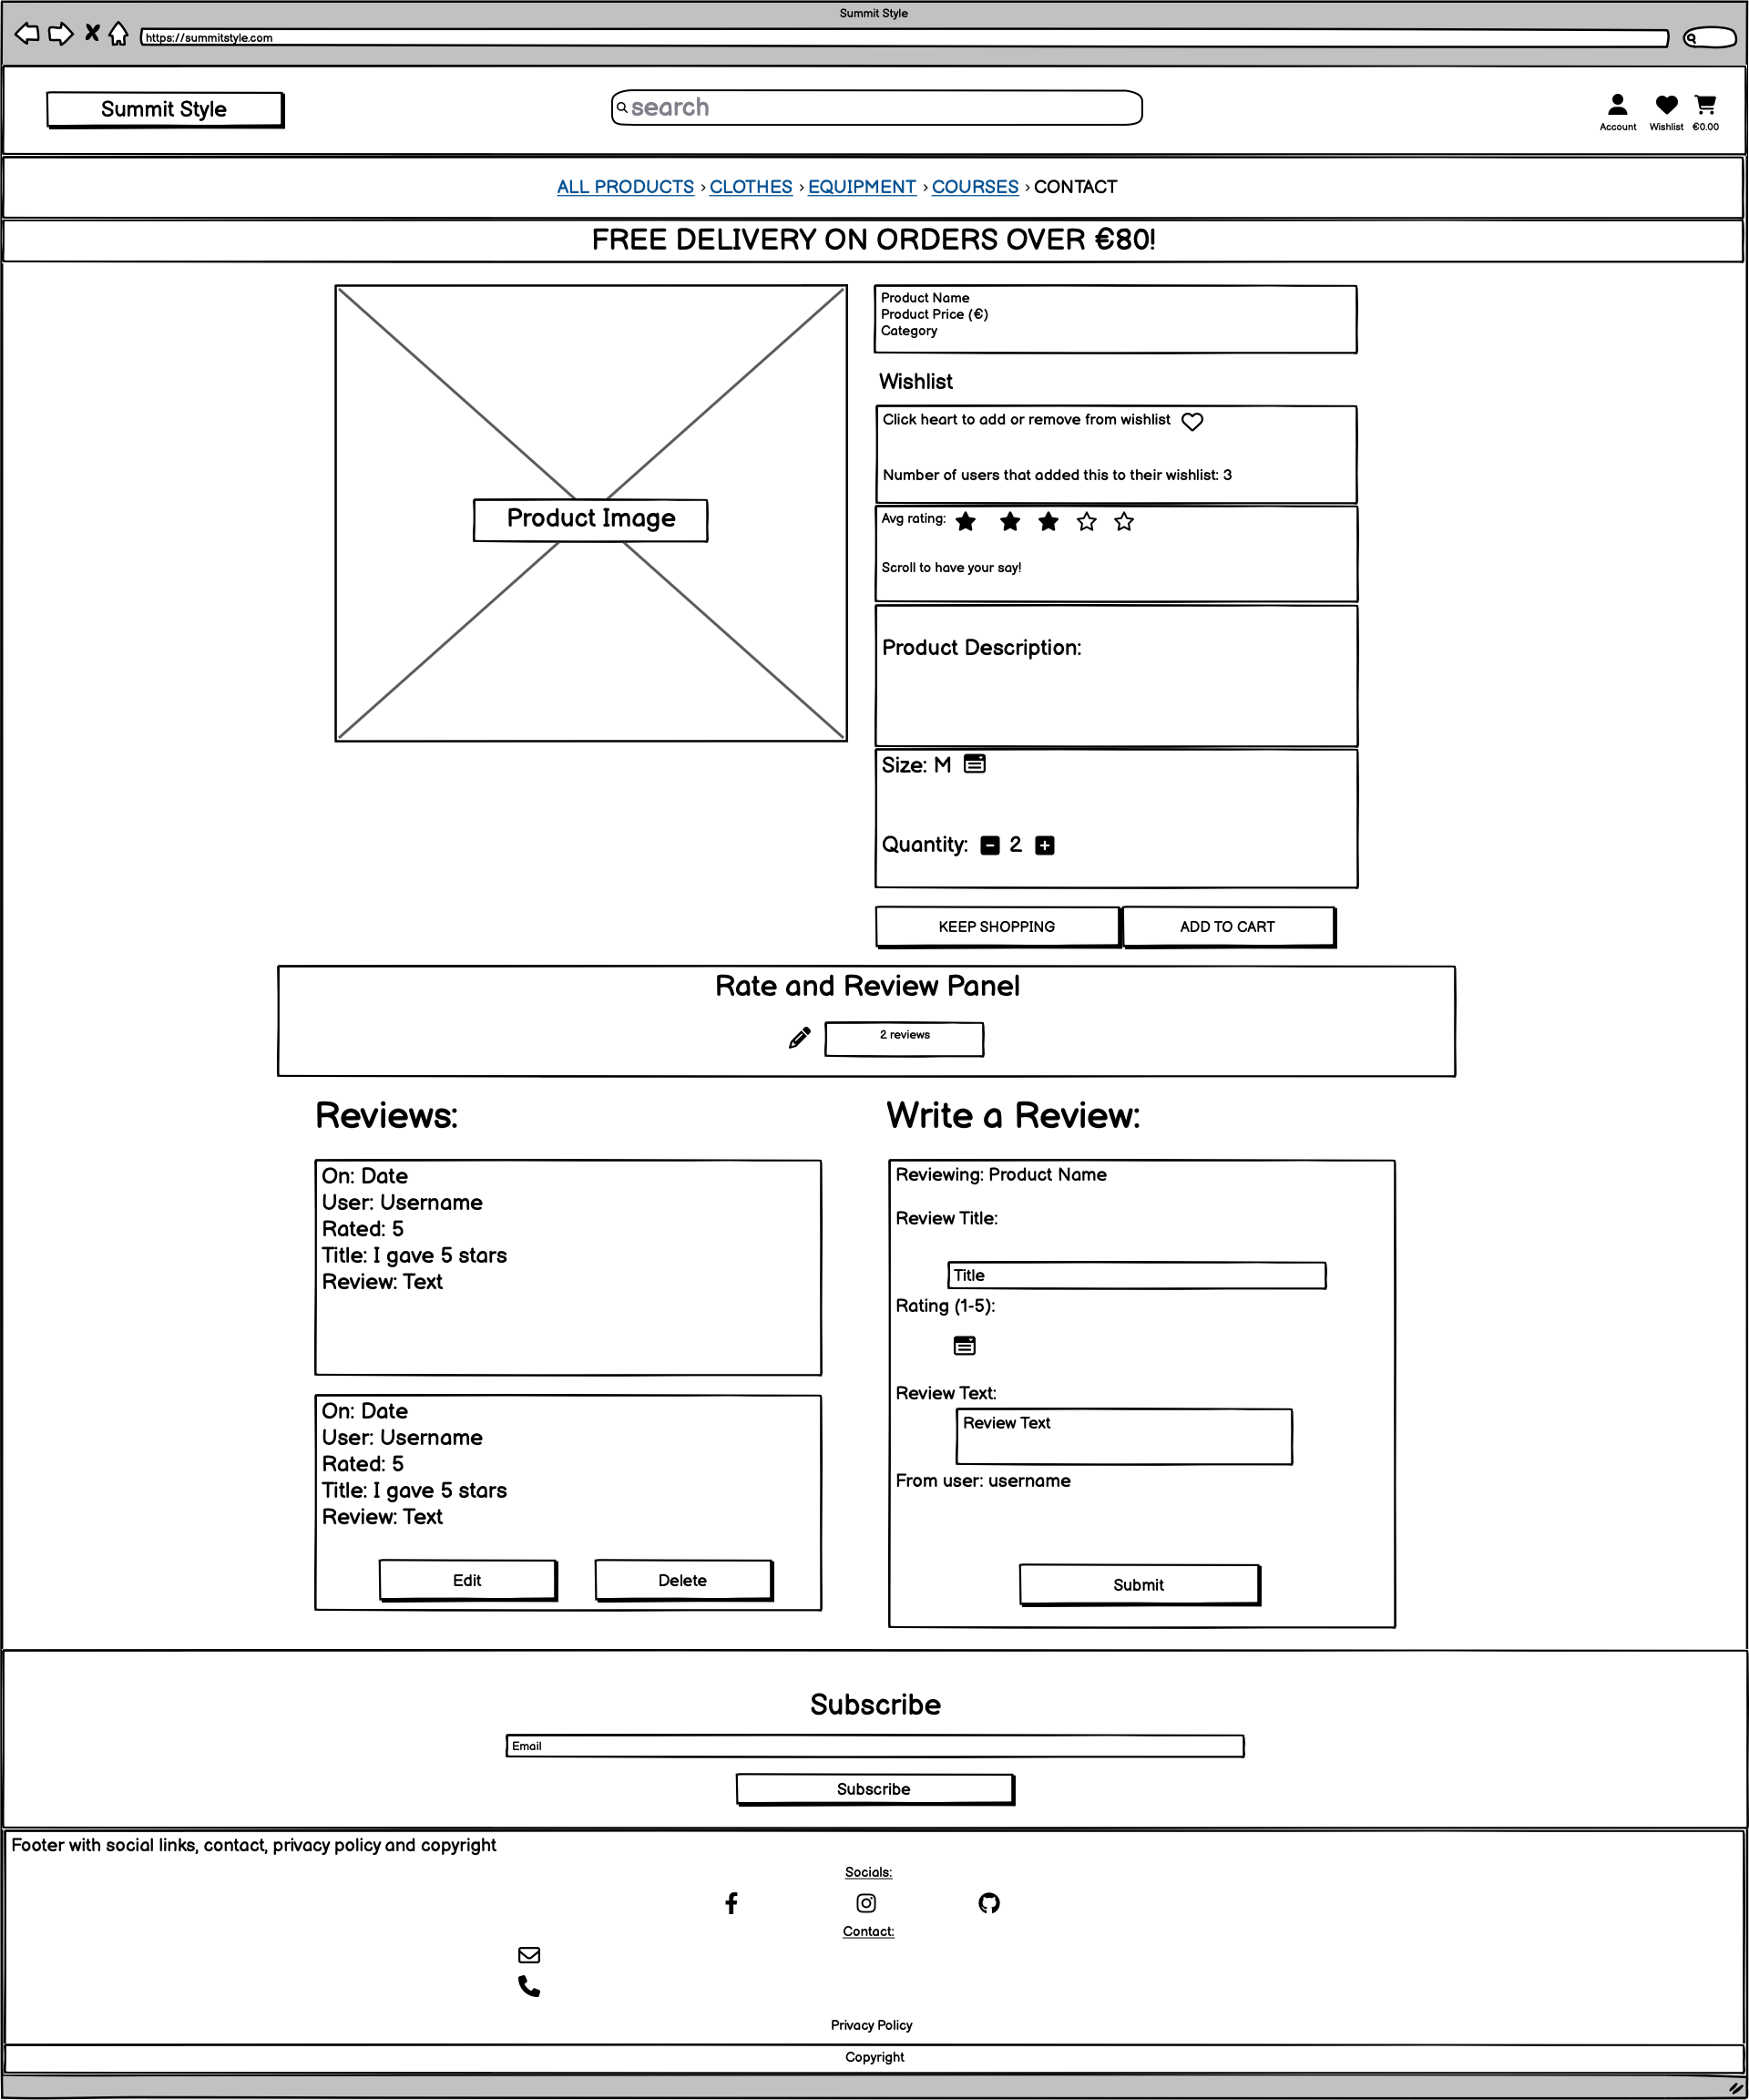 Summit Style
https://summitstyle.com
Summit Style
search
Account
Wishlist
€0.00
ALL PRODUCTS › CLOTHES › EQUIPMENT › COURSES › CONTACT
FREE DELIVERY ON ORDERS OVER €80!
Product Image
Product Name
Product Price (€)
Category
Wishlist
Click heart to add or remove from wishlist
Number of users that added this to their wishlist: 3
Avg rating:
Scroll to have your say!
Product Description:
Size: M
Quantity: 2
KEEP SHOPPING
ADD TO CART
Rate and Review Panel
2 reviews
Reviews:
On: Date
User: Username
Rated: 5
Title: I gave 5 stars
Review: Text
On: Date
User: Username
Rated: 5
Title: I gave 5 stars
Review: Text
Edit
Delete
Write a Review:
Reviewing: Product Name
Review Title:
Title
Rating (1-5):
Review Text:
Review Text
From user: username
Submit
Subscribe
Email
Subscribe
Footer with social links, contact, privacy policy and copyright
Socials:
Contact:
Privacy Policy
Copyright